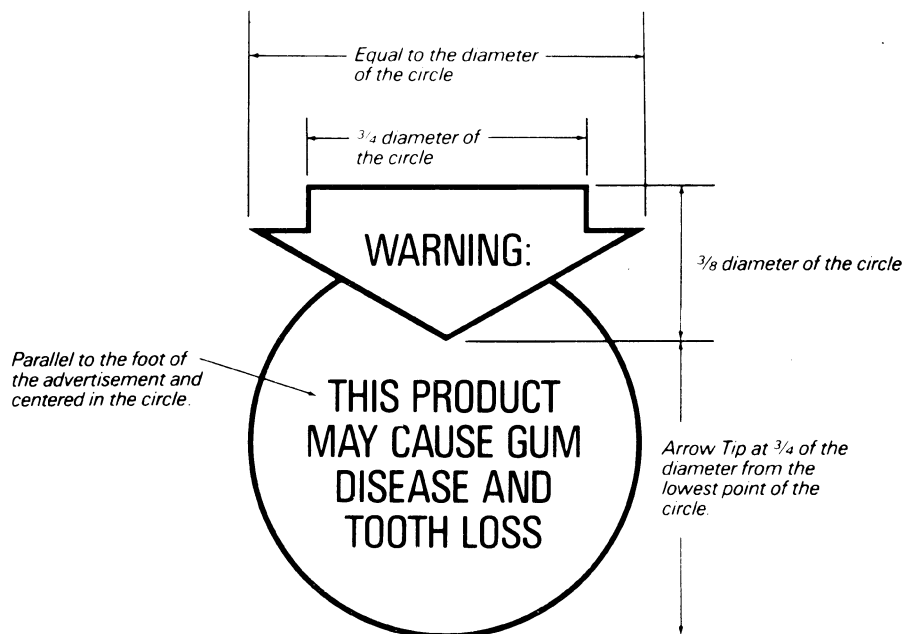 Equal to the diameter
of the circle
3/4 diameter of
the circle
WARNING:
3/8 diameter of the circle
Parallel to the foot of
the advertisement and
centered in the circle.
THIS PRODUCT
MAY CAUSE GUM
DISEASE AND
TOOTH LOSS
Arrow Tip at 3/4 of the
diameter from the
lowest point of the
circle.